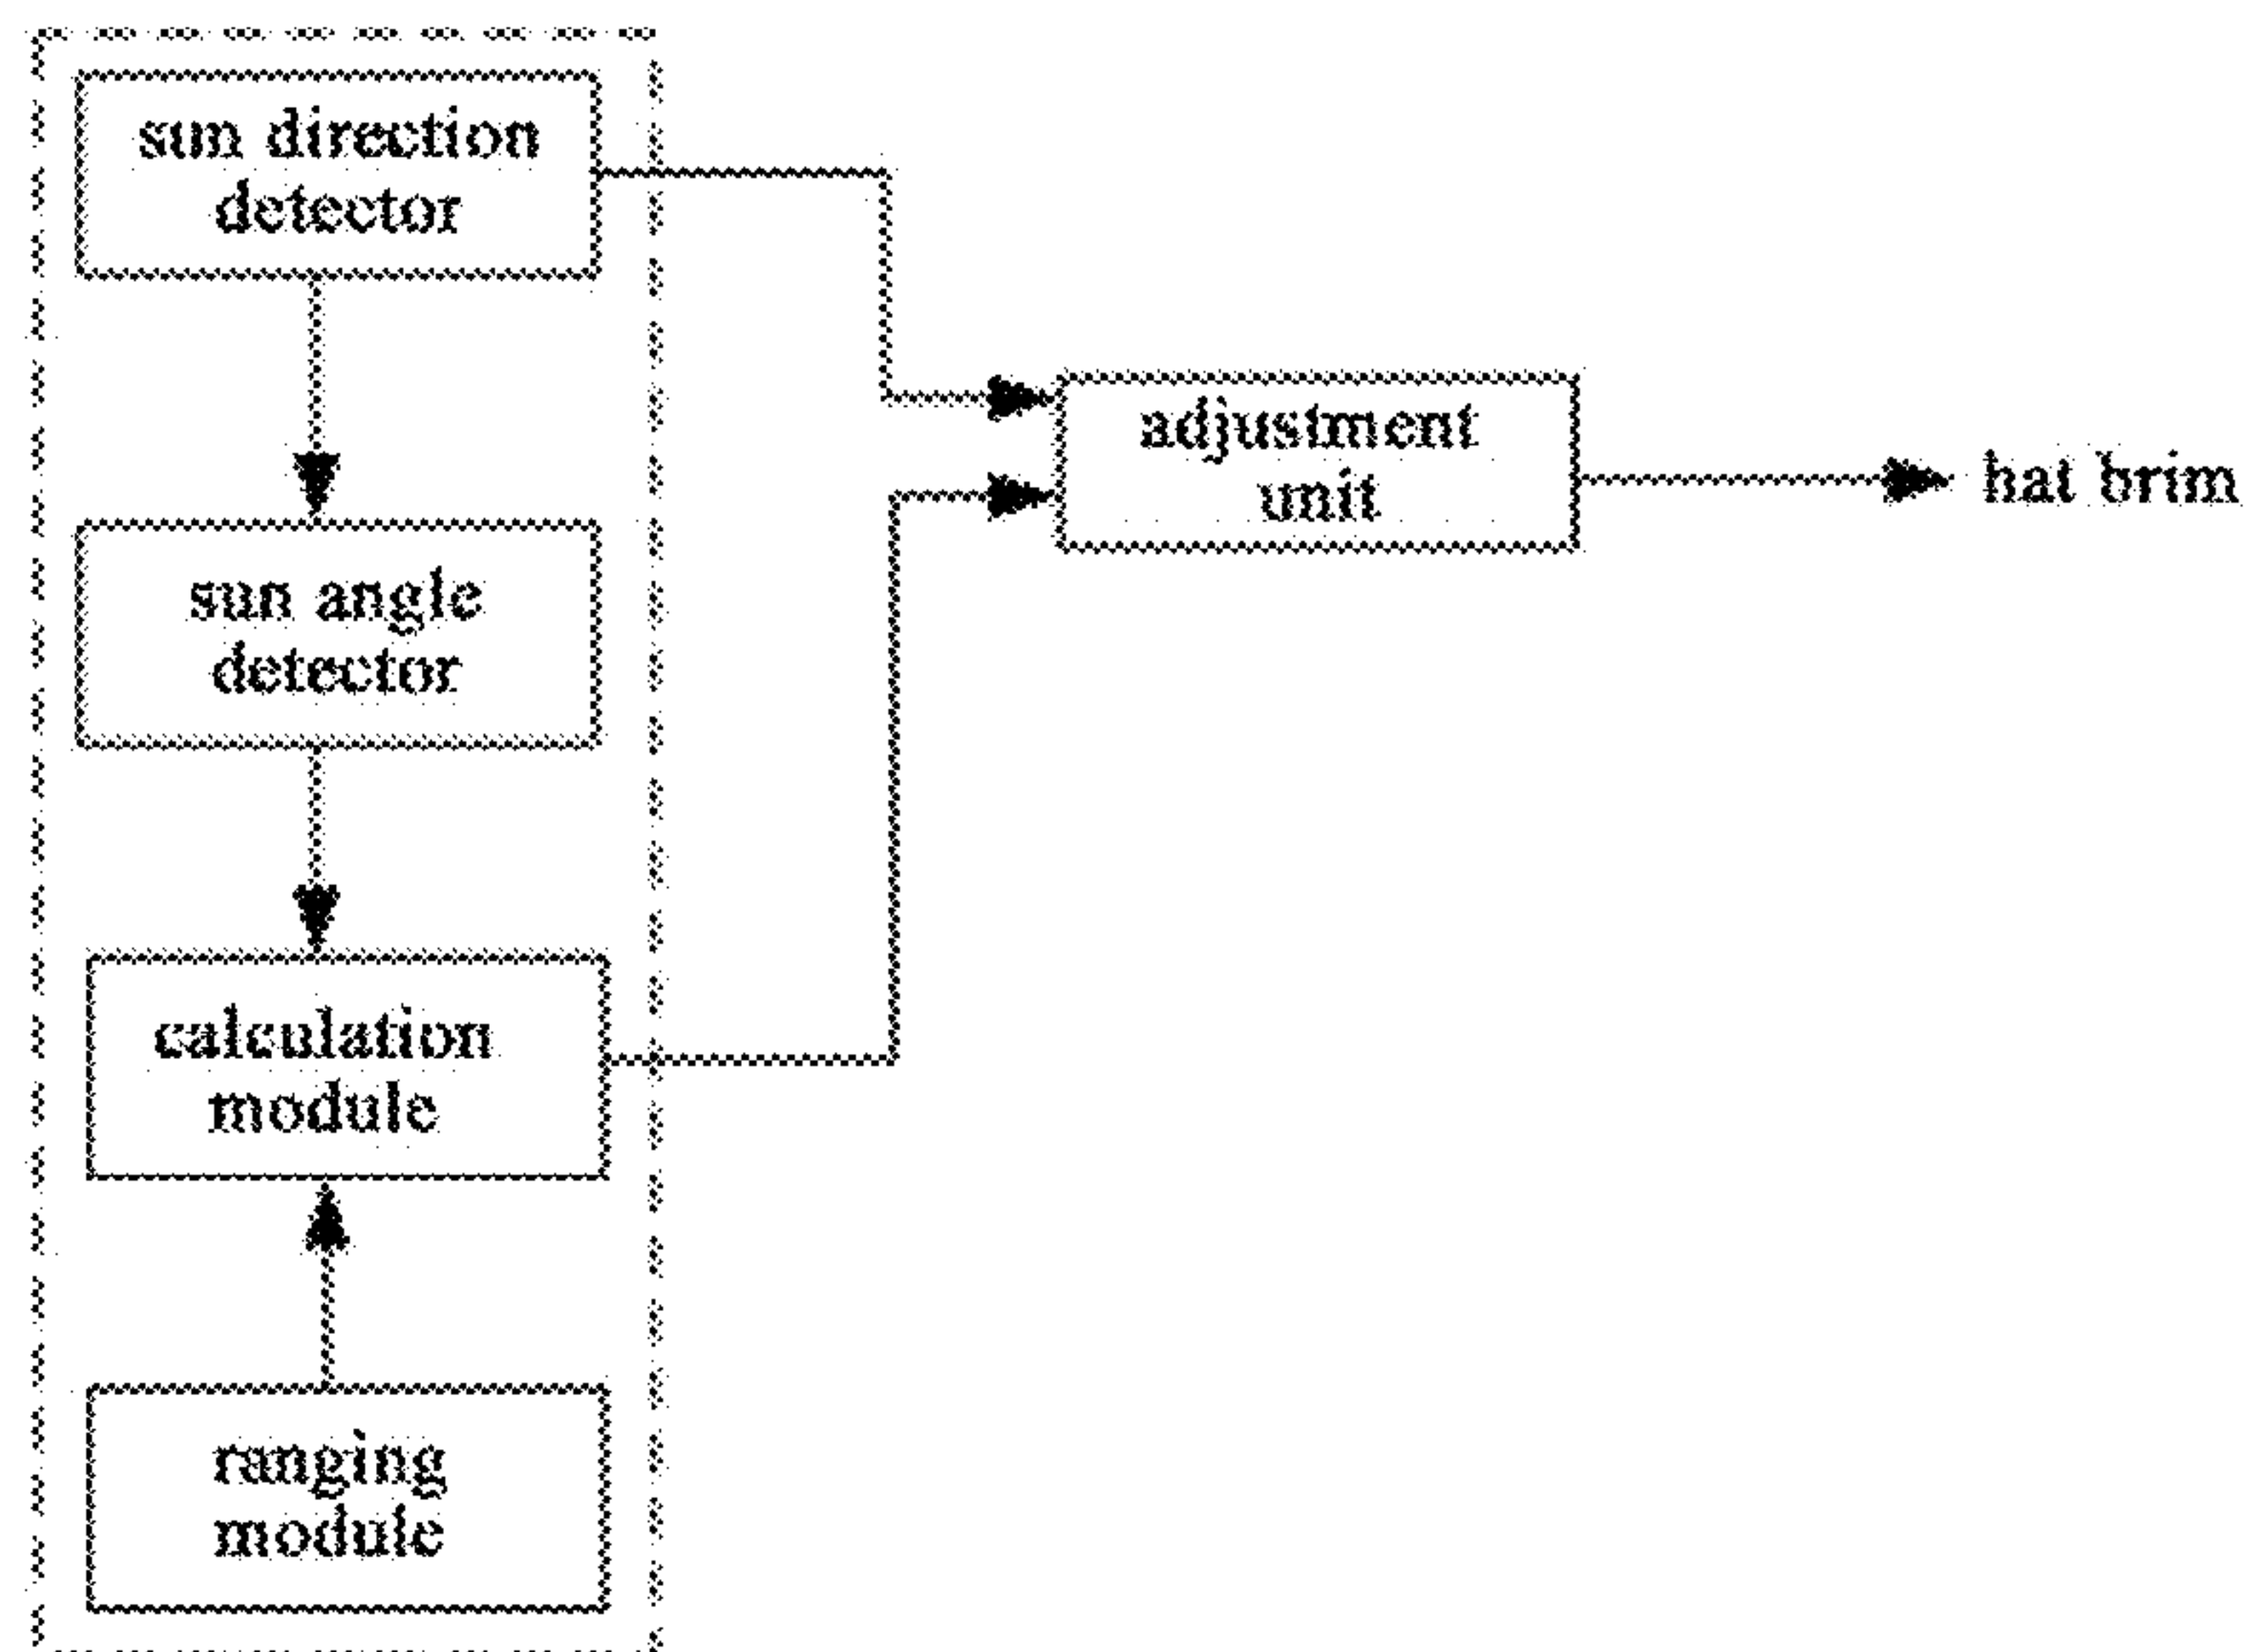 sun direction
detector
adjustment
unit
hat brim
sun angle
detector
calculation
module
ranging
module